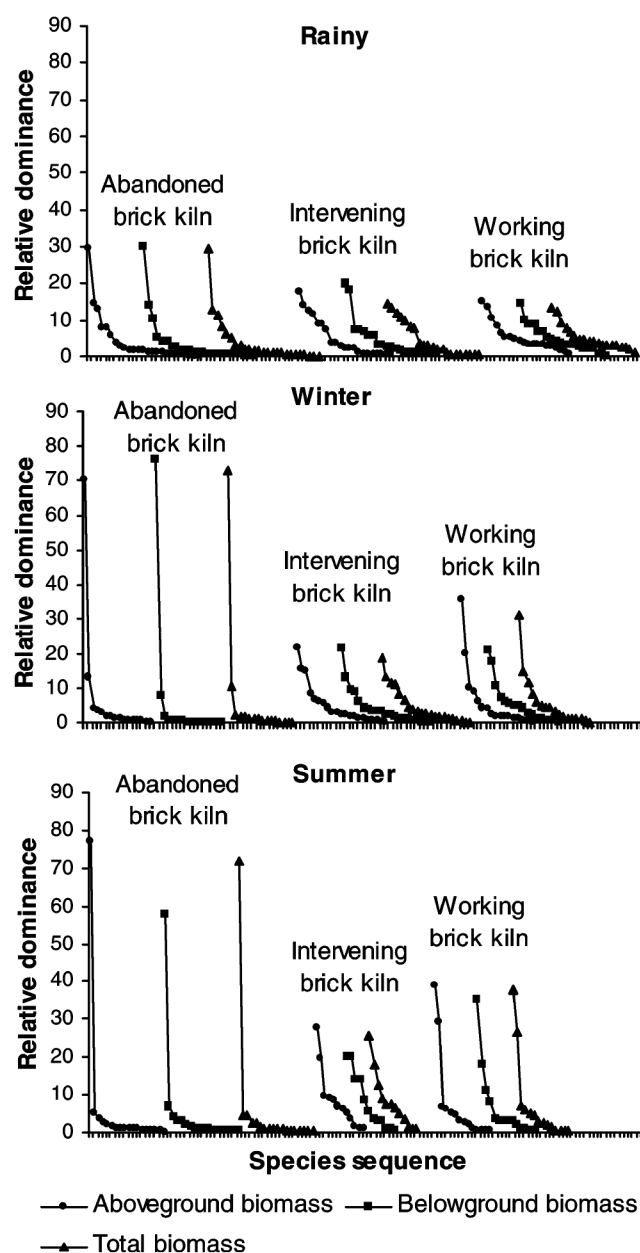 Rainy
90
80
70
60
50
40
30
20
10
0
Relative dominance
Abandoned
brick kiln
Intervening
brick kiln
Working
brick kiln
Winter
90
80
70
60
50
40
30
20
10
0
Relative dominance
Abandoned
brick kiln
Intervening
brick kiln
Working
brick kiln
Summer
90
80
70
60
50
40
30
20
10
0
Relative dominance
Abandoned
brick kiln
Intervening
brick kiln
Working
brick kiln
Species sequence
Aboveground biomass Belowground biomass
Total biomass